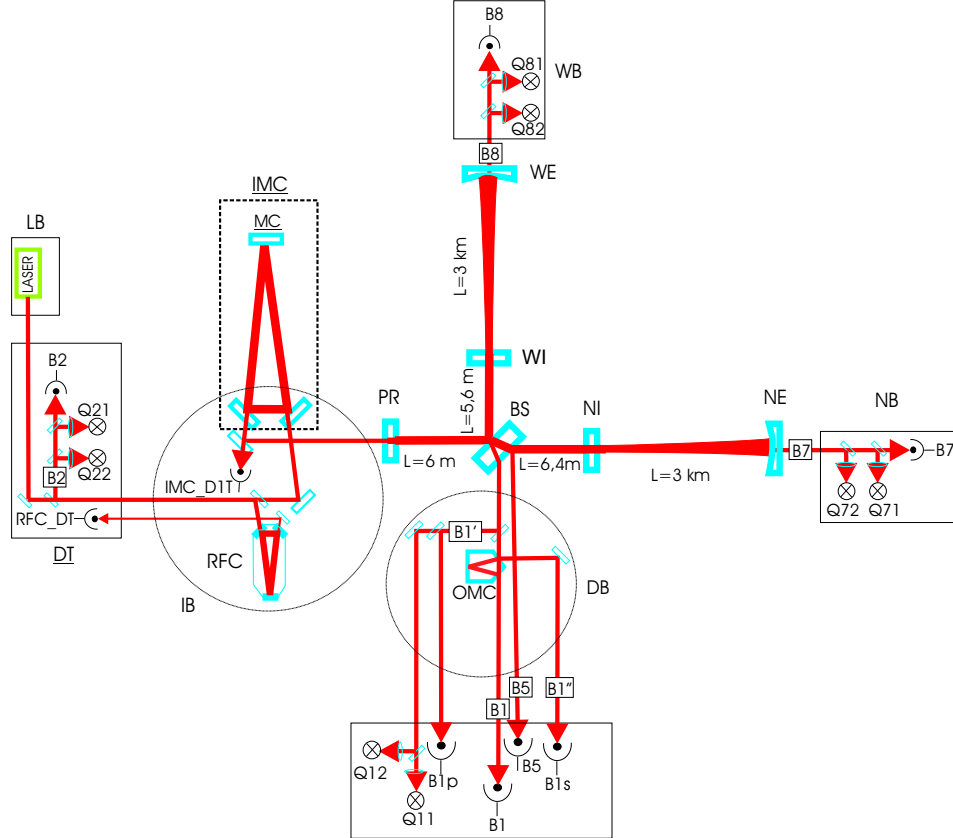 B8
Q81
WB
Q82
B8
WE
IMC
MC
LB
LASER
L=3 km
B2
Q21
Q22
B2
RFC_DT
DT
WI
PR
L=5,6 m
BS
NI
NE
NB
L=6 m
L=6,4m
L=3 km
B7
B7
Q72
Q71
IMC_D1T
RFC
IB
B1'
OMC
DB
B5
B1"
B1
Q12
B1p
B5
B1s
Q11
B1